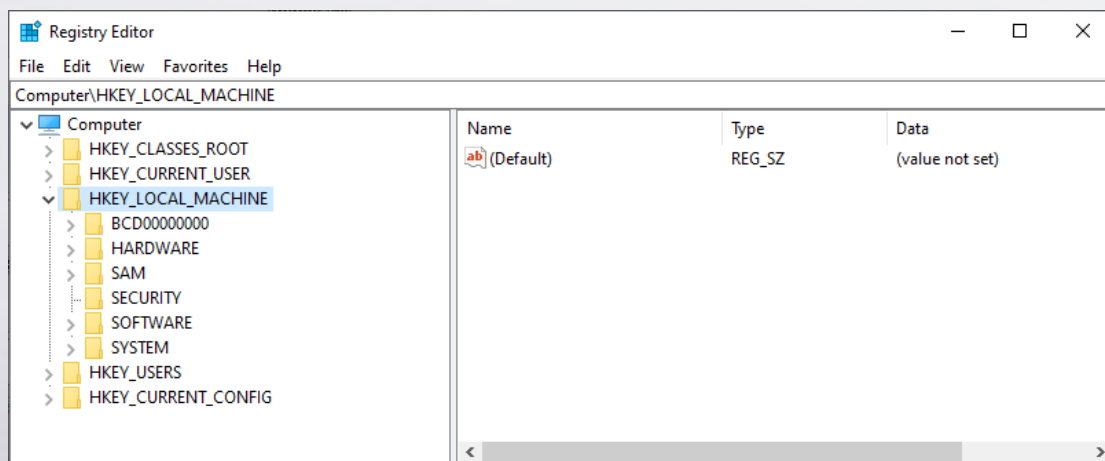 Registry Editor
File Edit View Favorites Help
Computer\HKEY_LOCAL_MACHINE
Computer
HKEY_CLASSES_ROOT
HKEY_CURRENT_USER
HKEY_LOCAL_MACHINE
BCD00000000
HARDWARE
SAM
SECURITY
SOFTWARE
SYSTEM
HKEY_USERS
HKEY_CURRENT_CONFIG
Name Type Data
ab (Default) REG_SZ (value not set)